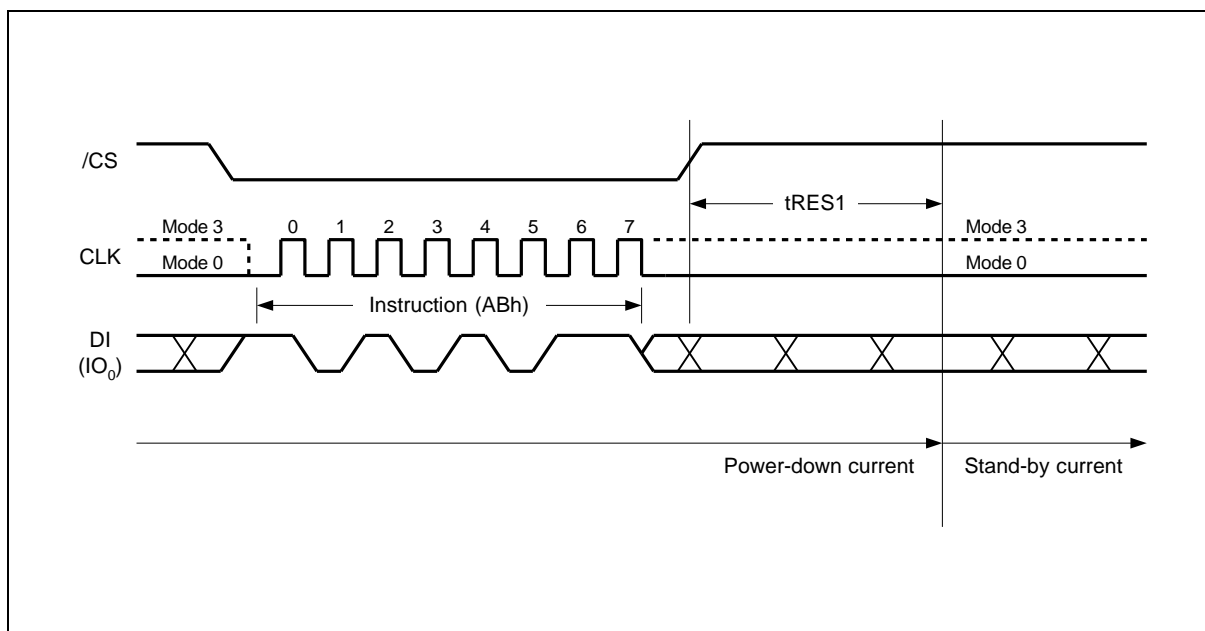 /CS
tRES1
Mode 3
0 1 2 3 4 5 6 7
Mode 3
CLK
Mode 0
Mode 0
Instruction (ABh)
DI
(IO0)
Power-down current
Stand-by current